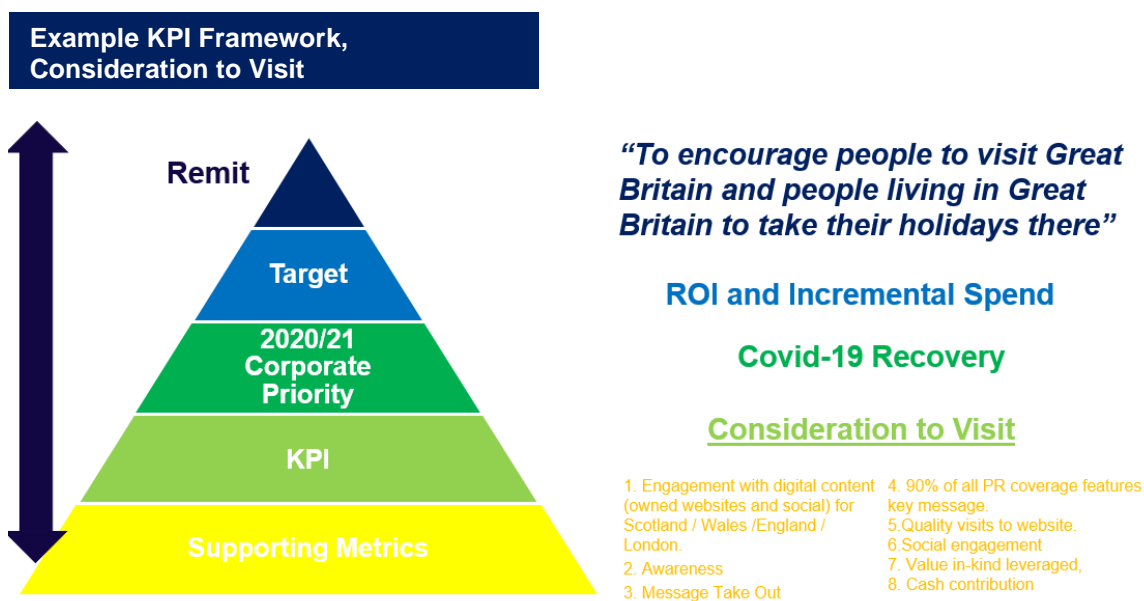 Example KPI Framework,
Consideration to Visit
Remit
Target
2020/21
Corporate
Priority
KPI
Supporting Metrics
“To encourage people to visit Great
Britain and people living in Great
Britain to take their holidays there”
ROI and Incremental Spend
Covid-19 Recovery
Consideration to Visit
1. Engagement with digital content
(owned websites and social) for
Scotland / Wales /England /
London.
2. Awareness
3. Message Take Out
4. 90% of all PR coverage features
key message.
5.Quality visits to website.
6.Social engagement
7. Value in-kind leveraged,
8. Cash contribution